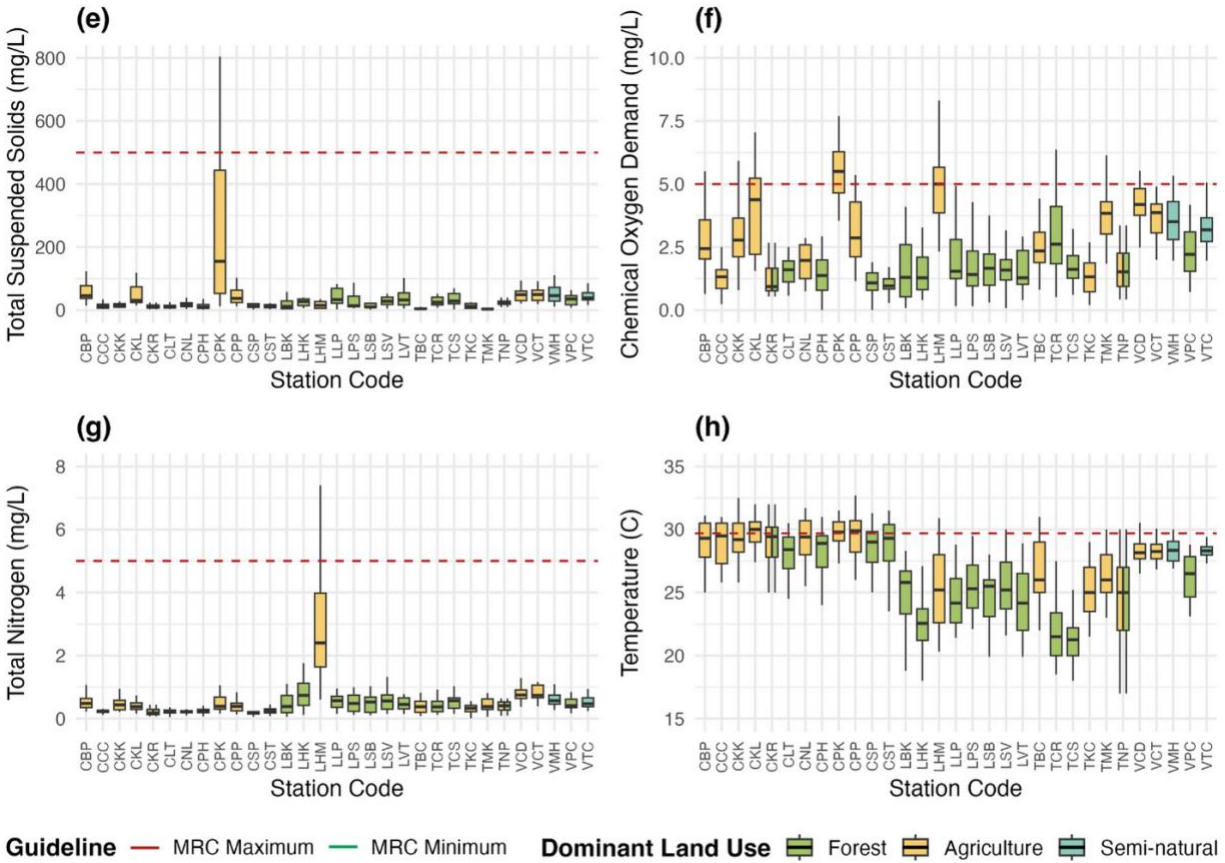 (e)
Total Suspended Solids (mg/L)
800
600
400
200
0
CBP CCC CKK CKL CKR CLT CNL CPH CPK CPP CSP CST LBK LHK LHM LLP LPS LSB LSV LVT TBC TCR TCS TKC TMK TNP VCD VCT VMH VPC VTC
Station Code
(f)
Chemical Oxygen Demand (mg/L)
10.0
7.5
5.0
2.5
0.0
CBP CCC CKK CKL CKR CLT CNL CPH CPK CPP CSP CST LBK LHK LHM LLP LPS LSB LSV LVT TBC TCR TCS TKC TMK TNP VCD VCT VMH VPC VTC
Station Code
(g)
Total Nitrogen (mg/L)
8
6
4
2
0
CBP CCC CKK CKL CKR CLT CNL CPH CPK CPP CSP CST LBK LHK LHM LLP LPS LSB LSV LVT TBC TCR TCS TKC TMK TNP VCD VCT VMH VPC VTC
Station Code
(h)
Temperature (C)
35
30
25
20
15
CBP CCC CKK CKL CKR CLT CNL CPH CPK CPP CSP CST LBK LHK LHM LLP LPS LSB LSV LVT TBC TCR TCS TKC TMK TNP VCD VCT VMH VPC VTC
Station Code
Guideline MRC Maximum MRC Minimum Dominant Land Use Forest Agriculture Semi-natural